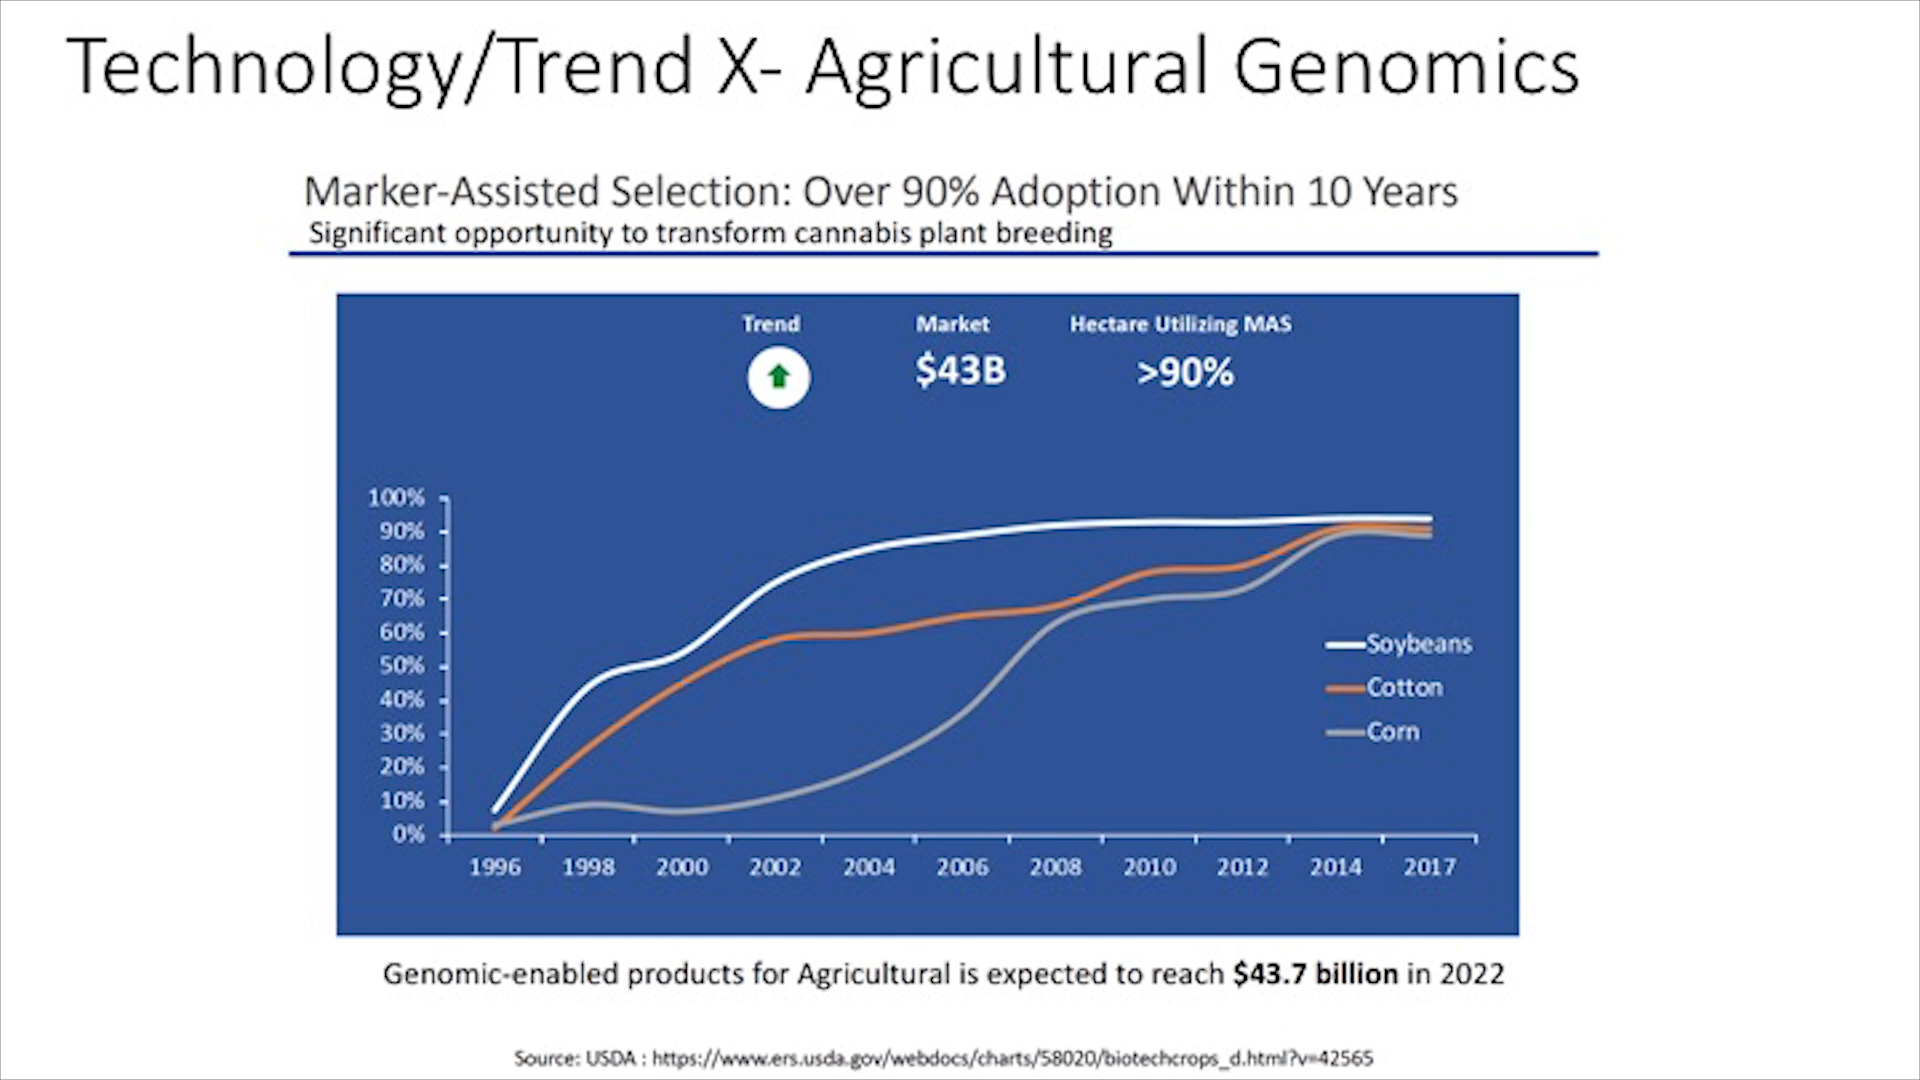 Technology/Trend X- Agricultural Genomics
Marker-Assisted Selection: Over 90% Adoption Within 10 Years
Significant opportunity to transform cannabis plant breeding
Trend Market Hectare Utilizing MAS
$43B >90%
100%
90%
80%
70%
60%
50%
40%
30%
20%
10%
0%
Soybeans
Cotton
Corn
1996 1998 2000 2002 2004 2006 2008 2010 2012 2014 2017
Genomic-enabled products for Agricultural is expected to reach $43.7 billion in 2022
Source: USDA : https://www.ers.usda.gov/webdocs/charts/58020/biotechcrops_d.html?v=42565